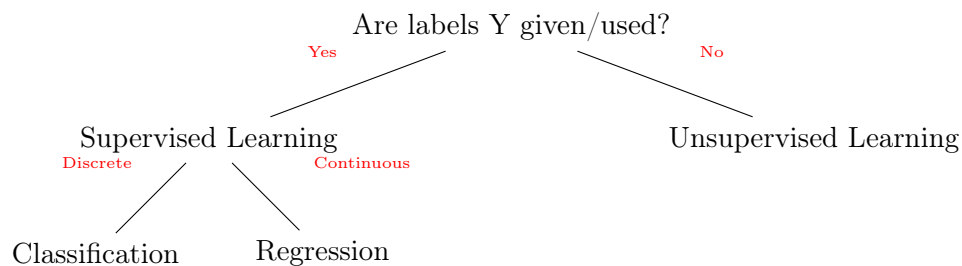 Are labels Y given/used?
Yes
No
Supervised Learning
Unsupervised Learning
Discrete
Continuous
Classification
Regression